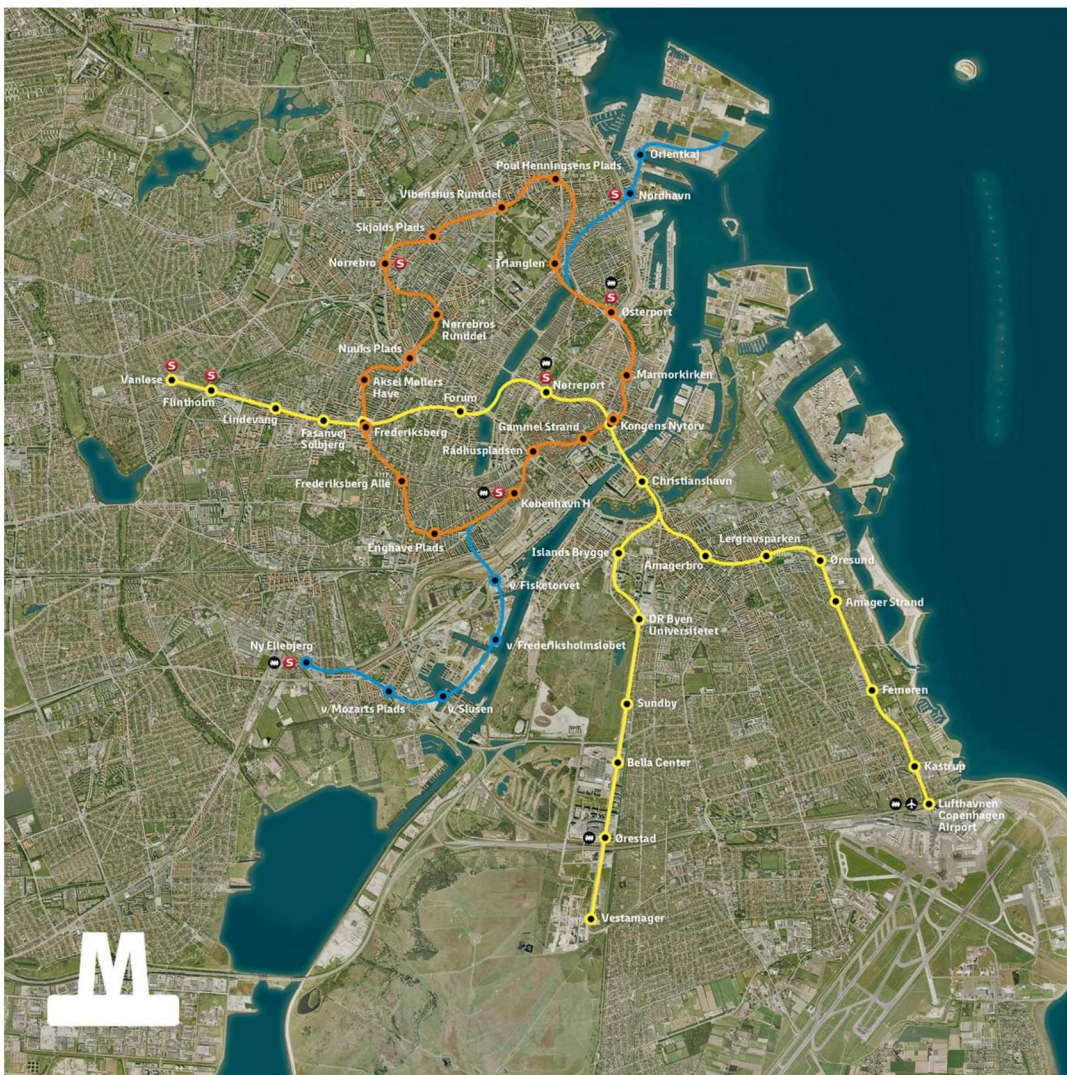 Orientkaj
Poul Henningsens Plads
S
Nordhavn
Vibenshus Runddel
Skjolds Plads
Nørrebro
S
Trianglen
S
Østerport
Nørrebros
Runddel
Nuuks Plads
S
Vanløse
S
Flintholm
Aksel Møllers
Have
S
Nørreport
Marmorkirken
Lindevang
Forum
Fasanvej
Solbjerg
Frederiksberg
Gammel Strand
Kongens Nytorv
Rådhuspladsen
Frederiksberg Allé
Christianshavn
S
København H
Enghave Plads
Islands Brygge
Lergravsparken
Amagerbro
Øresund
v/Fisketorvet
Amager Strand
DR Byen
Universitetet
v/Frederiksholmsløbet
Ny Ellebjerg
S
v/Mozarts Plads
v/Slusen
Sundby
Femøren
Bella Center
Kastrup
Lufthavnen
Copenhagen
Airport
Ørestad
Vestamager
M